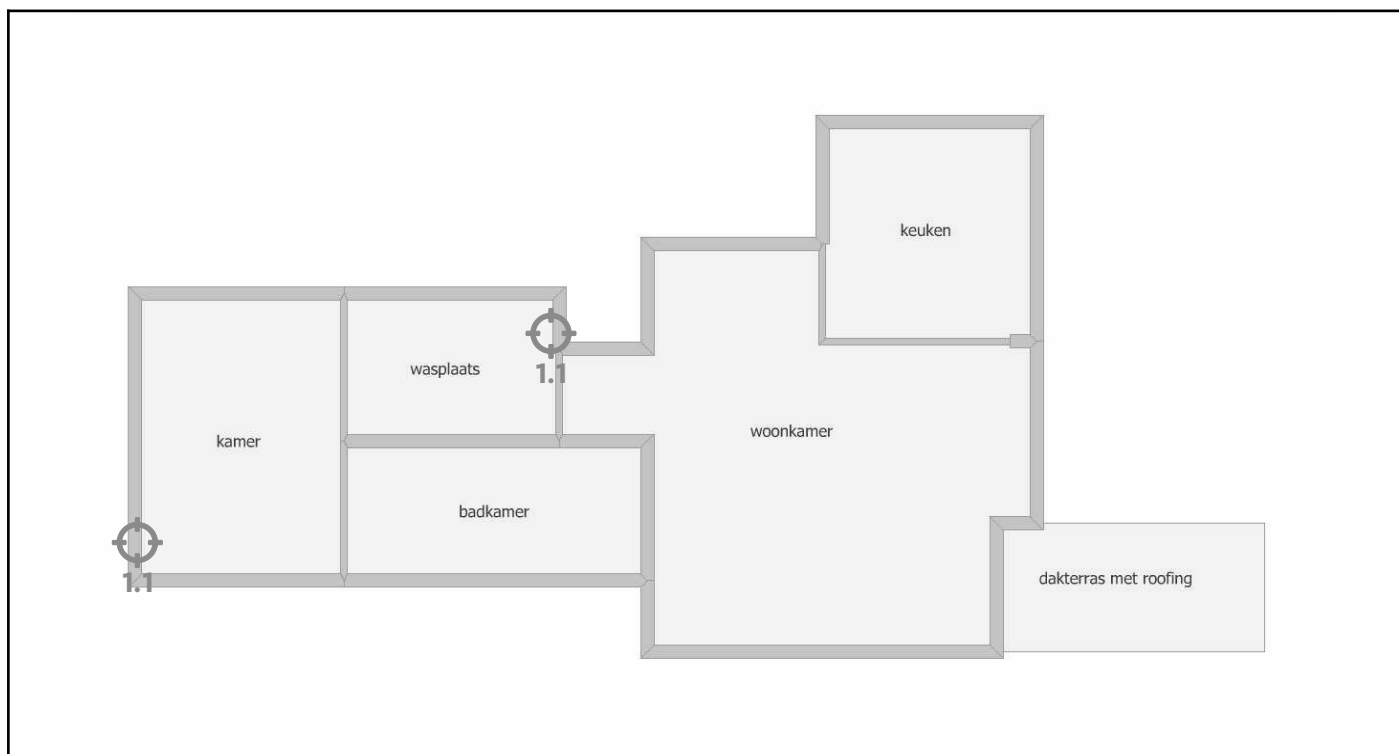 keuken
wasplaats
1.1
woonkamer
kamer
badkamer
1.1
dakterras met roofing